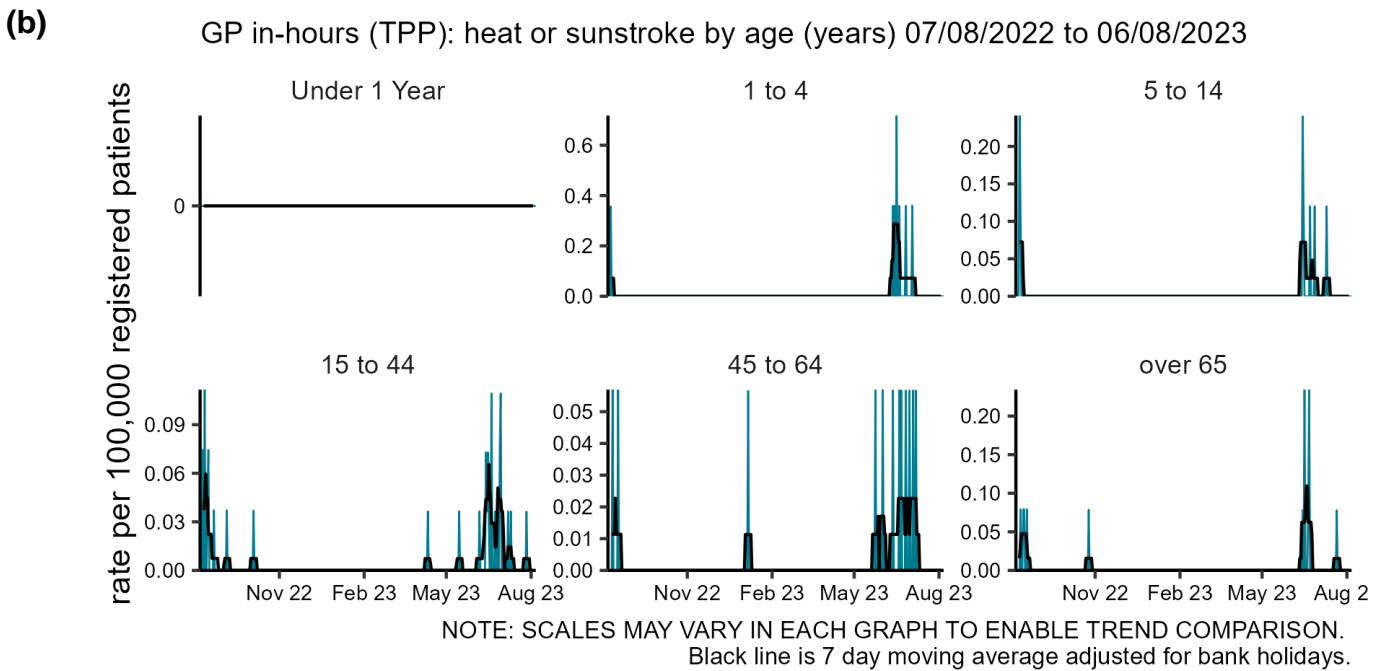 (b)
GP in-hours (TPP): heat or sunstroke by age (years) 07/08/2022 to 06/08/2023
rate per 100,000 registered patients
Under 1 Year
0
1 to 4
0.6
0.4
0.2
0.0
5 to 14
0.20
0.15
0.10
0.05
0.00
15 to 44
0.09
0.06
0.03
0.00
Nov 22 Feb 23 May 23 Aug 23
45 to 64
0.05
0.04
0.03
0.02
0.01
0.00
Nov 22 Feb 23 May 23 Aug 23
over 65
0.20
0.15
0.10
0.05
0.00
Nov 22 Feb 23 May 23 Aug 2
NOTE: SCALES MAY VARY IN EACH GRAPH TO ENABLE TREND COMPARISON.
Black line is 7 day moving average adjusted for bank holidays.